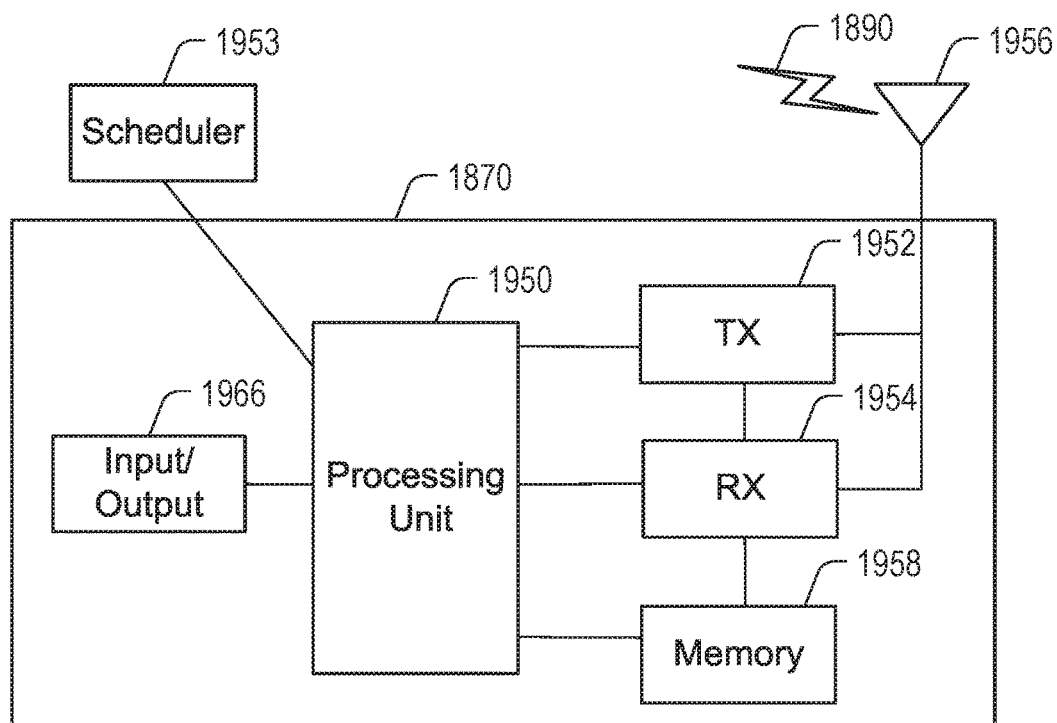 1953
Scheduler
1890
1956
1870
1952
TX
1950
Processing
Unit
1966
Input/
Output
1954
RX
1958
Memory